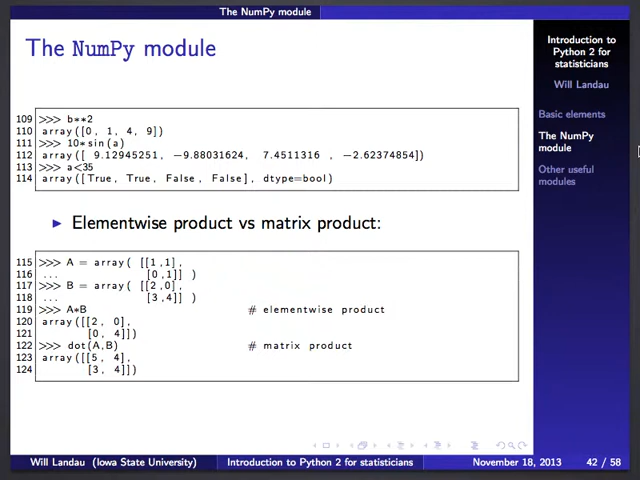 The NumPy module
The NumPy module
109 >>> b**2
110 array([0, 1, 4, 9])
111 >>> 10*sin(a)
112 array([ 9.12945251, -9.88031624, 7.4511316 , -2.62374854])
113 >>> a<35
114 array([True, True, False, False], dtype=bool)
Elementwise product vs matrix product:
115 >>> A = array( [[1,1],
116 ... [0,1]] )
117 >>> B = array( [[2,0],
118 ... [3,4]] )
119 >>> A*B # elementwise product
120 array([[2, 0],
121 [0, 4]])
122 >>> dot(A,B) # matrix product
123 array([[5, 4],
124 [3, 4]])
Introduction to
Python 2 for
statisticians
Will Landau
Basic elements
The NumPy
module
Other useful
modules
Will Landau (Iowa State University) Introduction to Python 2 for statisticians November 18, 2013 42 / 58